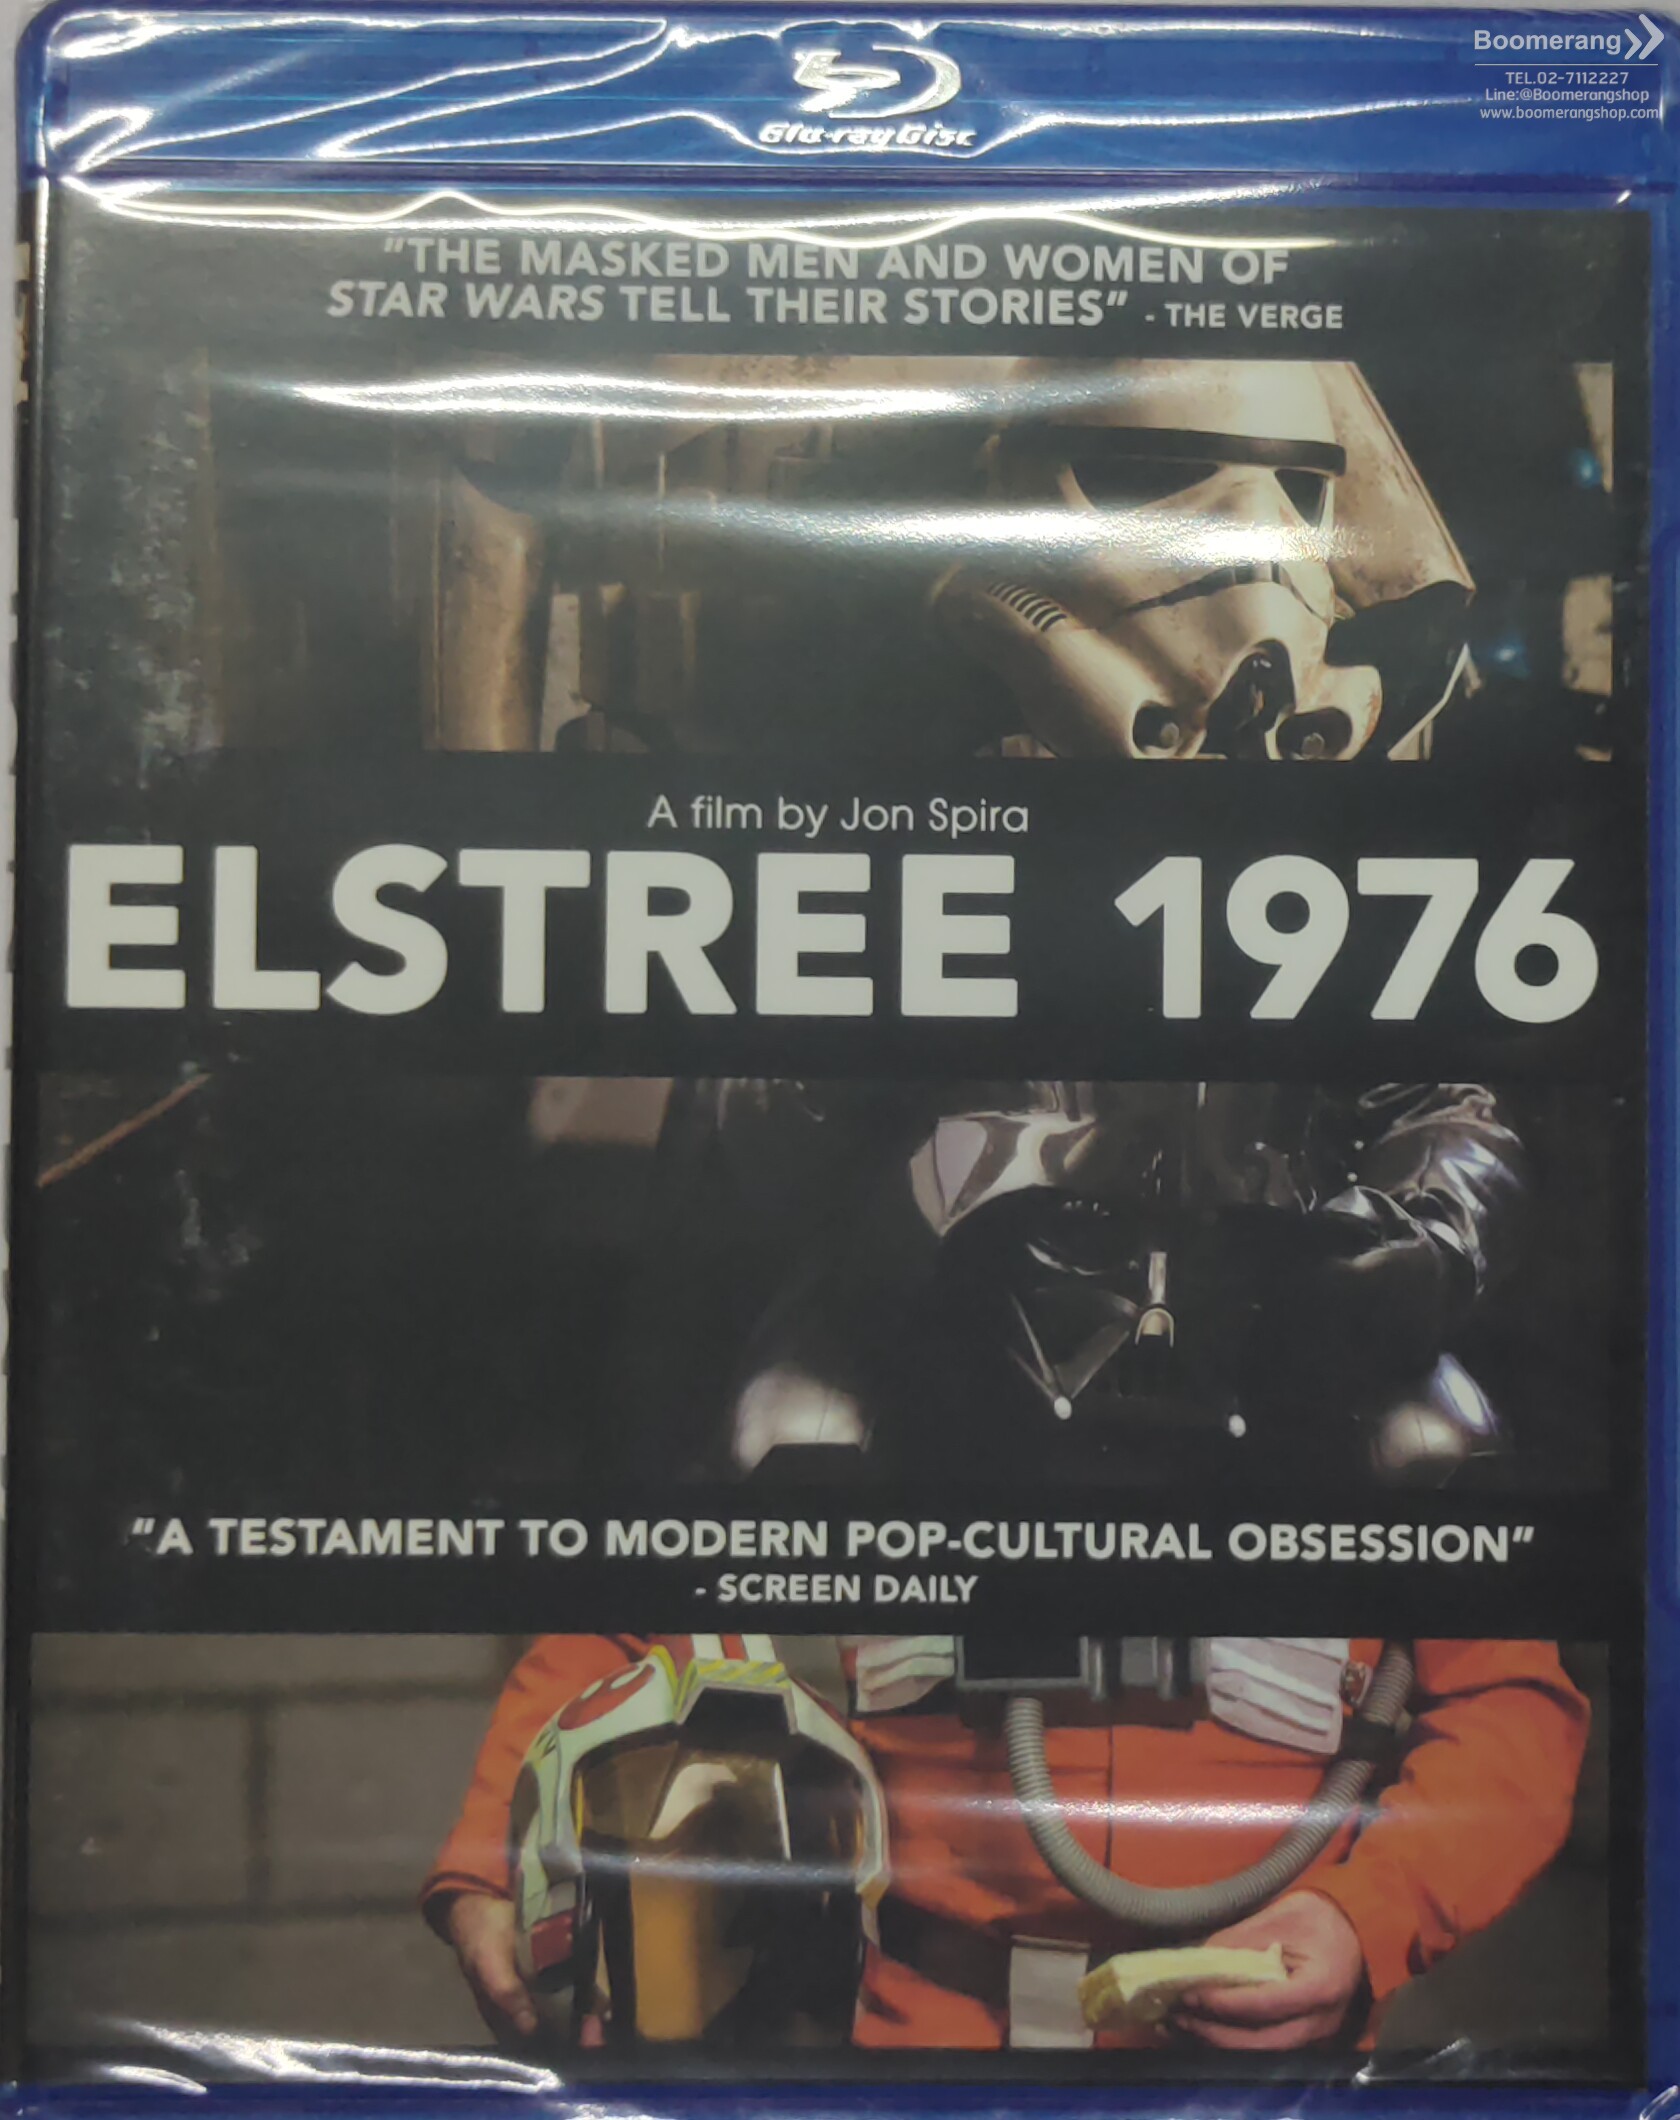 Blu-ray Disc
Boomerang
TEL.02-7112227
Line:@Boomerangshop
www.boomerangshop.com
"THE MASKED MEN AND WOMEN OF
STAR WARS TELL THEIR STORIES" - THE VERGE
A film by Jon Spira
ELSTREE 1976
"A TESTAMENT TO MODERN POP-CULTURAL OBSESSION"
- SCREEN DAILY